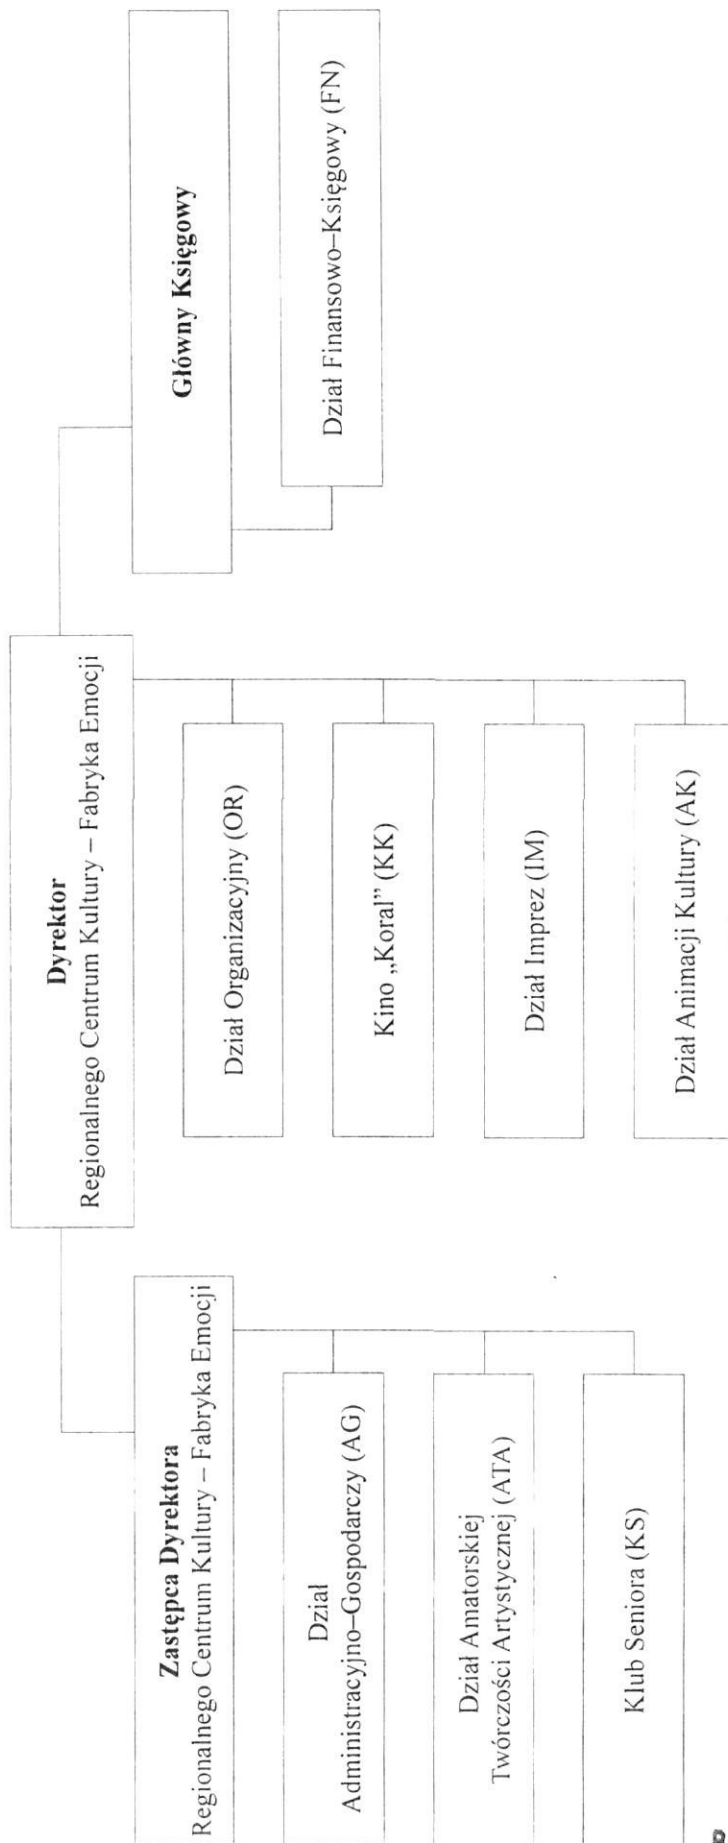 Dyrektor
Regionalnego Centrum Kultury – Fabryka Emocji
Zastępca Dyrektora
Regionalnego Centrum Kultury – Fabryka Emocji
Dział
Administracyjno–Gospodarczy (AG)
Dział Amatorskiej
Twórczości Artystycznej (ATA)
Klub Seniora (KS)
Dział Organizacyjny (OR)
Kino „Koral” (KK)
Dział Imprez (IM)
Dział Animacji Kultury (AK)
Główny Księgowy
Dział Finansowo–Księgowy (FN)